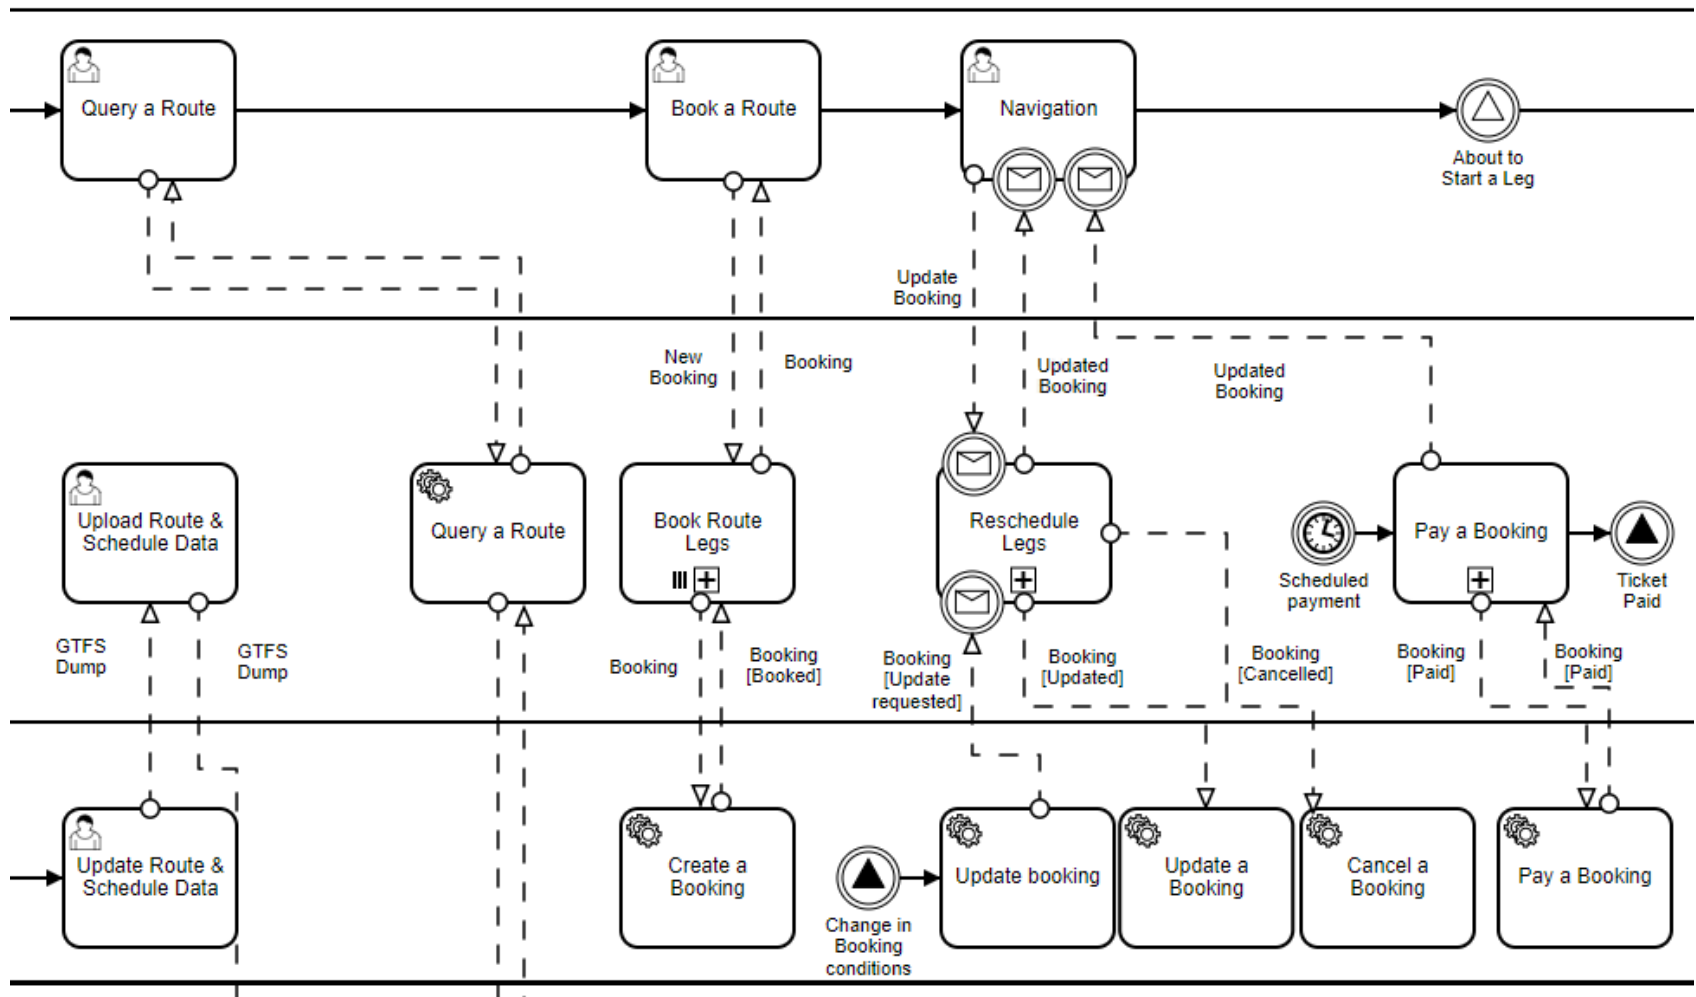 Query a Route
Book a Route
Navigation
About to
Start a Leg
Update
Booking
New
Booking
Booking
Updated
Booking
Updated
Booking
Upload Route &
Schedule Data
Query a Route
Book Route
Legs
Reschedule
Legs
Scheduled
payment
Pay a Booking
Ticket
Paid
GTFS
Dump
GTFS
Dump
Booking
Booking
[Booked]
Booking
[Update
requested]
Booking
[Updated]
Booking
[Cancelled]
Booking
[Paid]
Booking
[Paid]
Update Route &
Schedule Data
Create a
Booking
Change in
Booking
conditions
Update booking
Update a
Booking
Cancel a
Booking
Pay a Booking